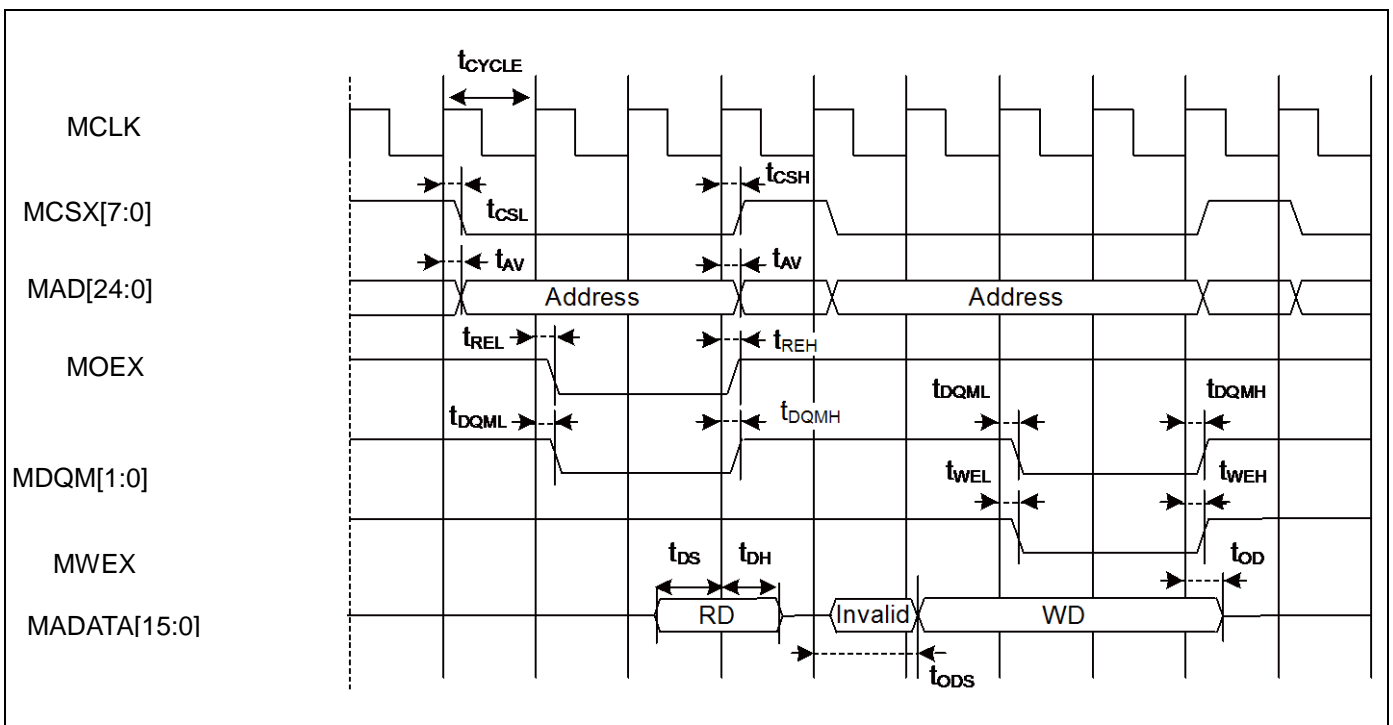 tCYCLE
MCLK
tCSH
MCSX[7:0]
tCSL
tAV
tAV
MAD[24:0]
Address
Address
tREL
tREH
MOEX
tDQML
tDQMH
tDQML
tDQMH
MDQM[1:0]
tWEL
tWEH
MWEX
tDS
tDH
tOD
MADATA[15:0]
RD
Invalid
WD
tODS